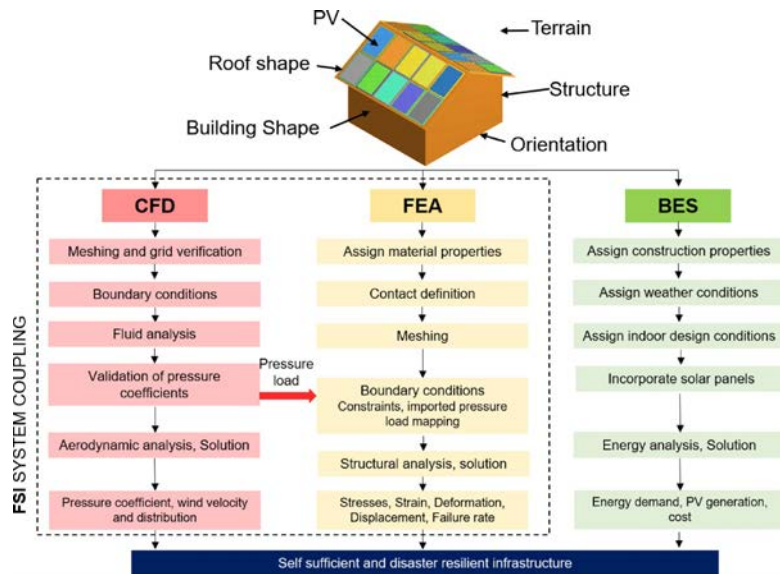 PV
Terrain
Roof shape
Structure
Building Shape
Orientation
CFD
Meshing and grid verification
Boundary conditions
Fluid analysis
Validation of pressure
coefficients
Aerodynamic analysis, Solution
Pressure coefficient, wind velocity
and distribution
Pressure
load
FEA
Assign material properties
Contact definition
Meshing
Boundary conditions
Constraints, imported pressure
load mapping
Structural analysis, solution
Stresses, Strain, Deformation,
Displacement, Failure rate
BES
Assign construction properties
Assign weather conditions
Assign indoor design conditions
Incorporate solar panels
Energy analysis, Solution
Energy demand, PV generation,
cost
FSI SYSTEM COUPLING
Self sufficient and disaster resilient infrastructure